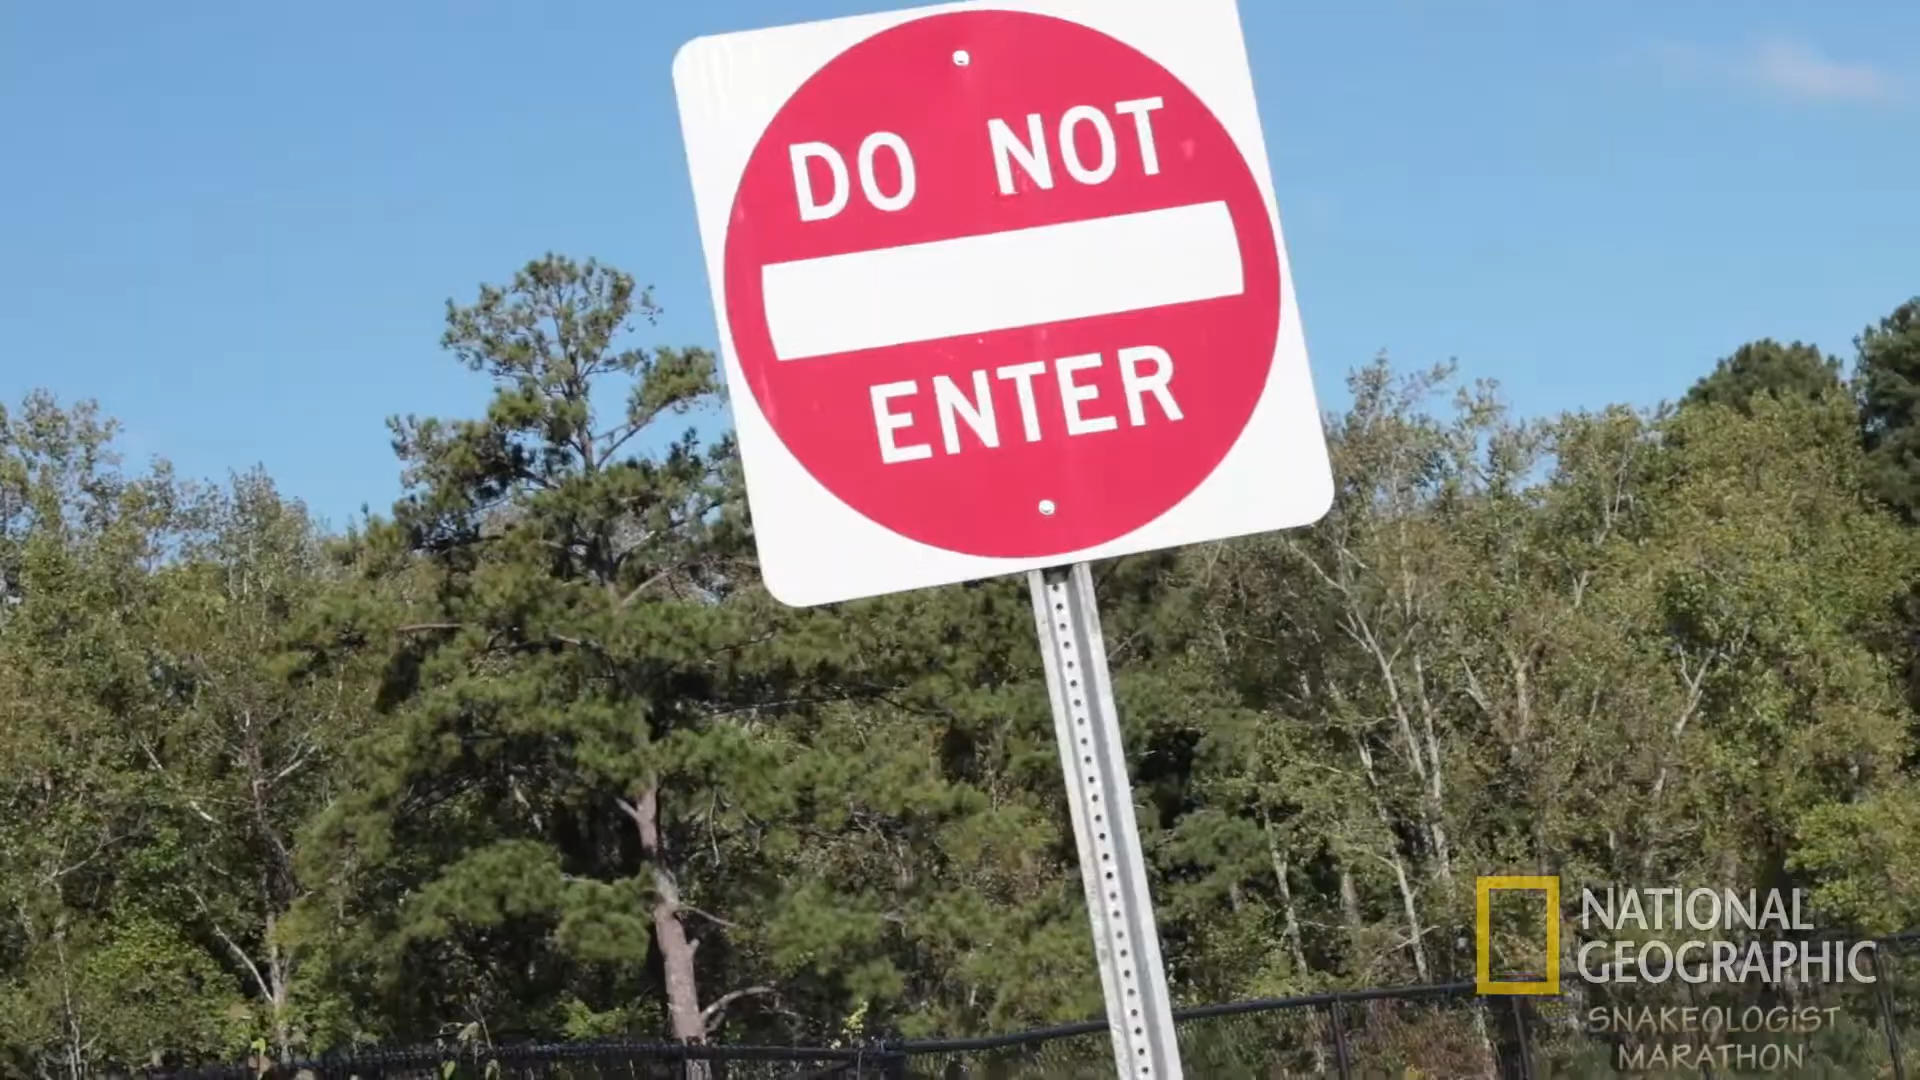 DO NOT
ENTER
NATIONAL
GEOGRAPHIC
SNAKEOLOGIST
MARATHON